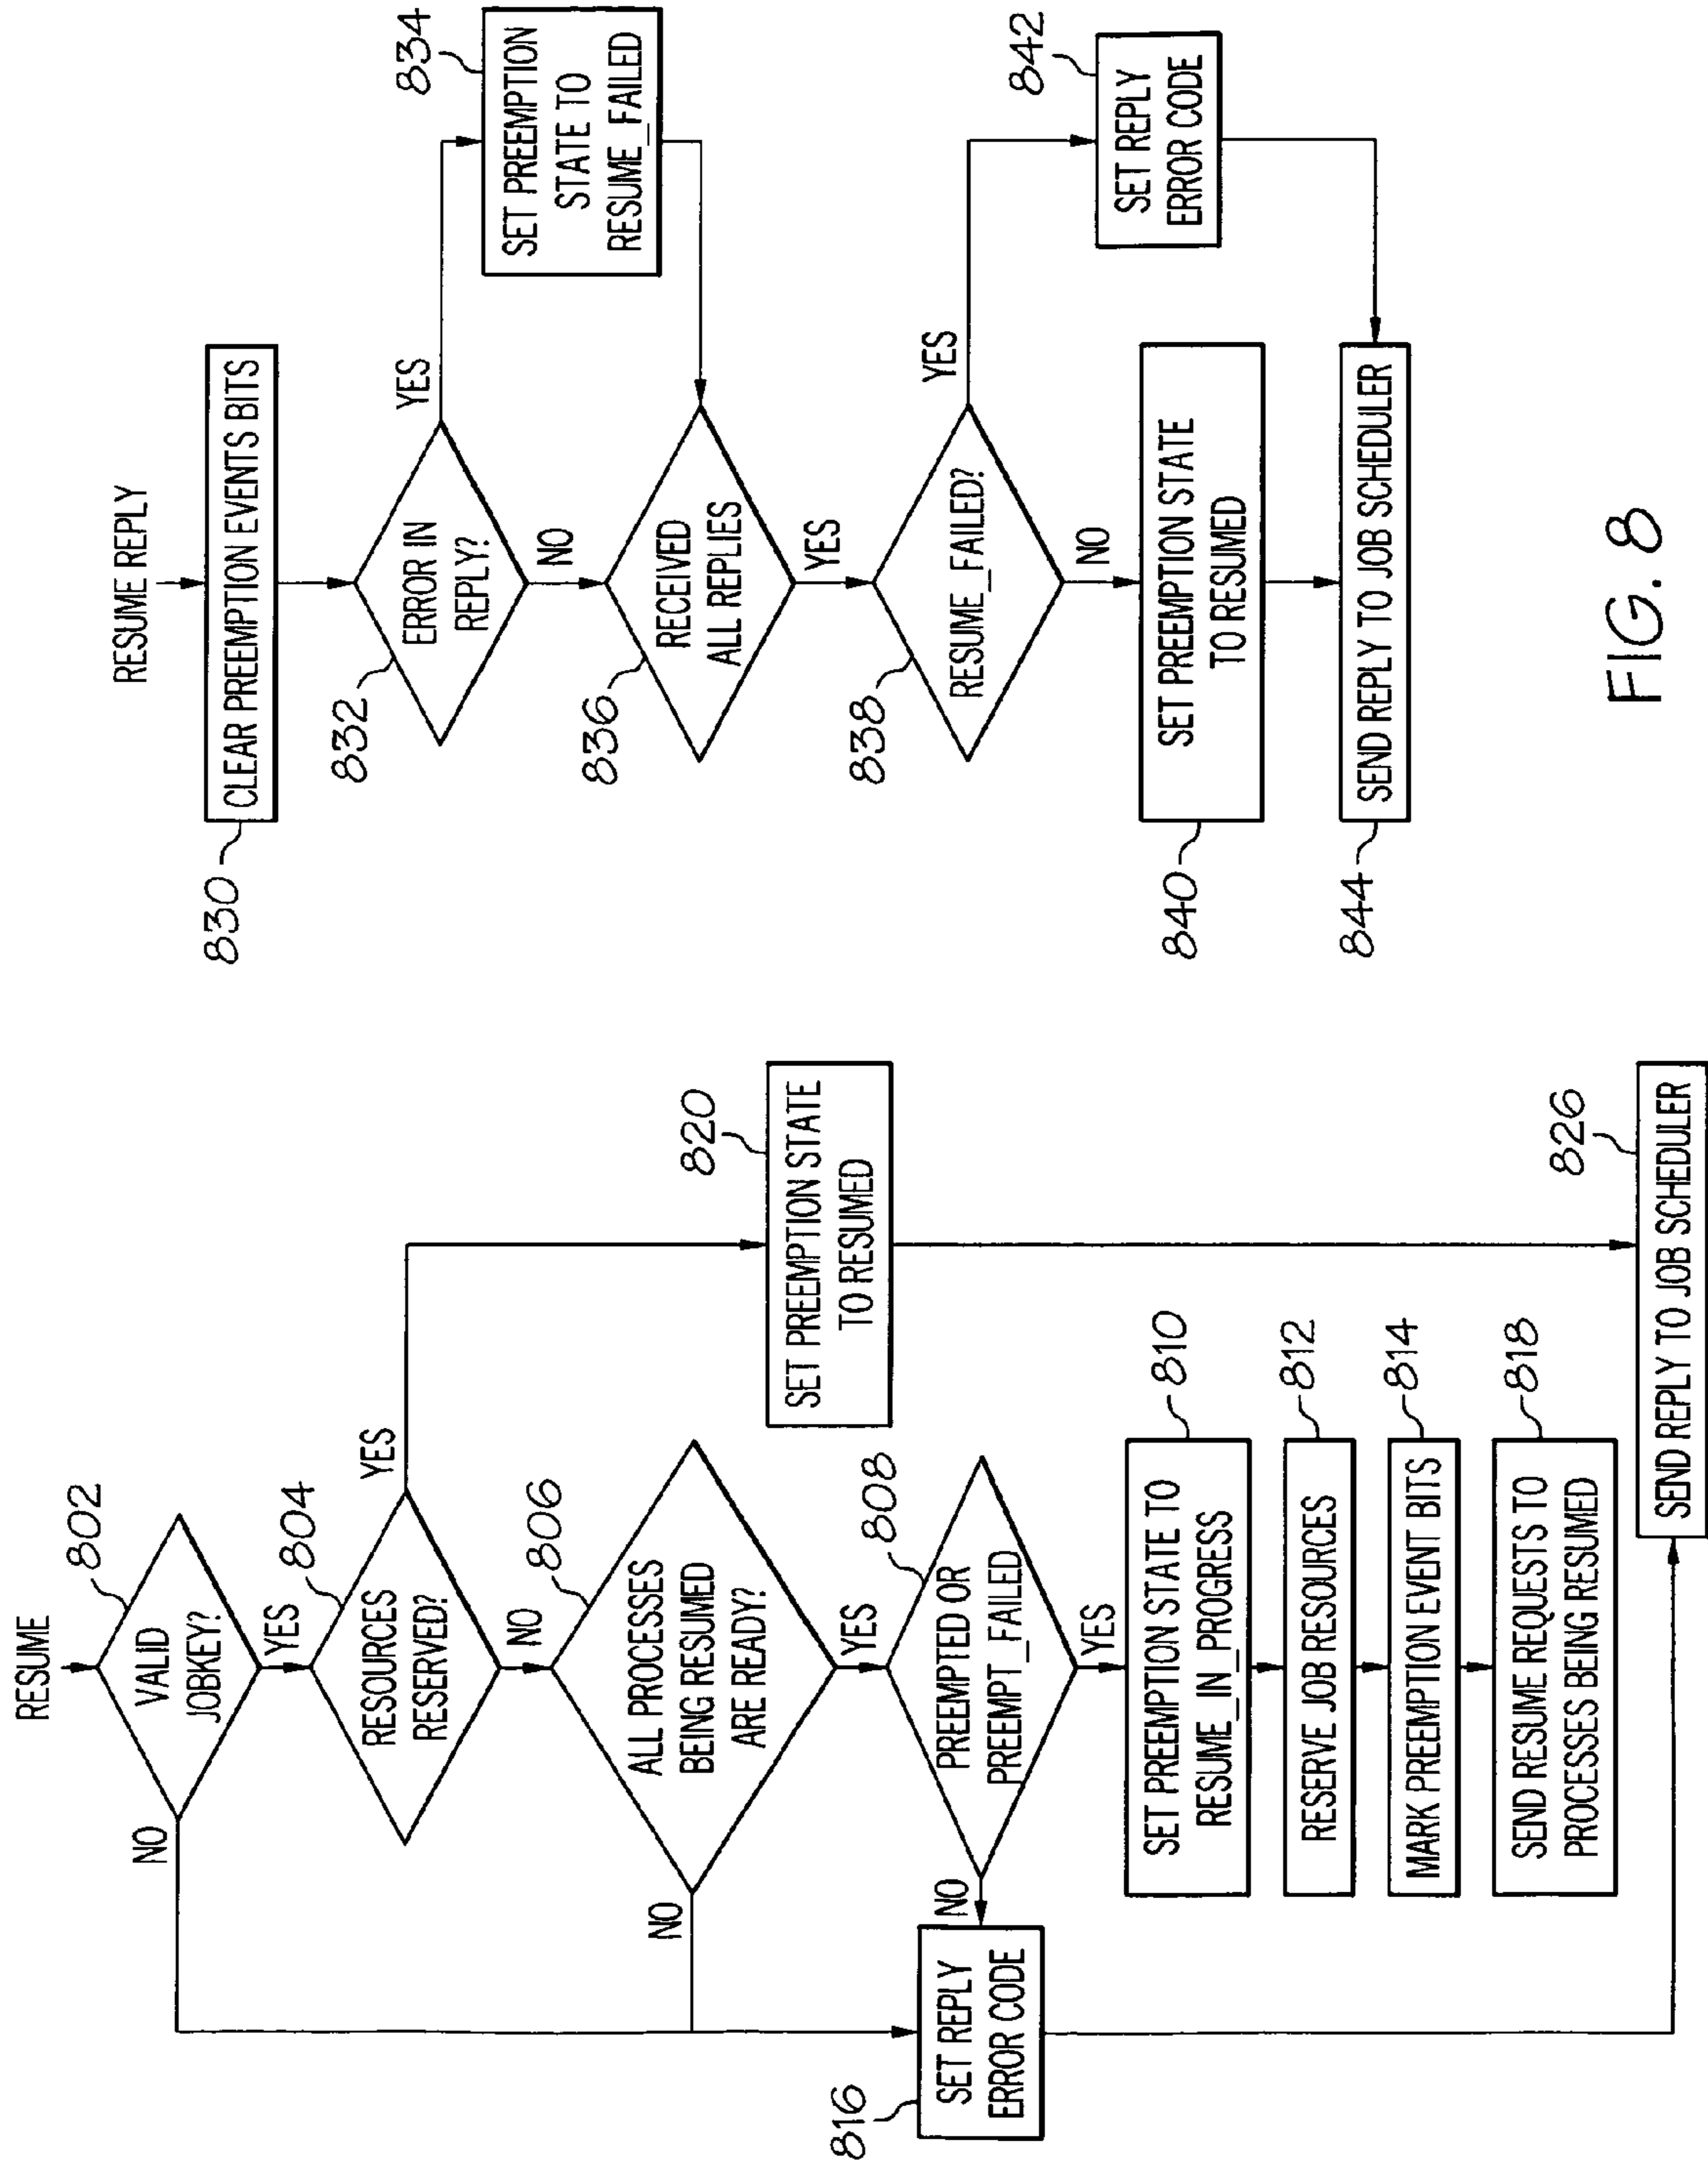 RESUME
802
VALID
JOBKEY?
NO
YES
804
RESOURCES
RESERVED?
YES
NO
806
ALL PROCESSES
BEING RESUMED
ARE READY?
NO
YES
808
PREEMPTED OR
PREEMPT_FAILED
NO
YES
816
SET REPLY
ERROR CODE
810
SET PREEMPTION STATE TO
RESUME_IN_PROGRESS
812
RESERVE JOB RESOURCES
814
MARK PREEMPTION EVENT BITS
818
SEND RESUME REQUESTS TO
PROCESSES BEING RESUMED
820
SET PREEMPTION STATE
TO RESUMED
826
SEND REPLY TO JOB SCHEDULER
RESUME REPLY
830
CLEAR PREEMPTION EVENTS BITS
832
ERROR IN
REPLY?
YES
NO
834
SET PREEMPTION
STATE TO
RESUME_FAILED
836
RECEIVED
ALL REPLIES
YES
838
RESUME_FAILED?
YES
NO
842
SET REPLY
ERROR CODE
840
SET PREEMPTION STATE
TO RESUMED
844
SEND REPLY TO JOB SCHEDULER
FIG. 8